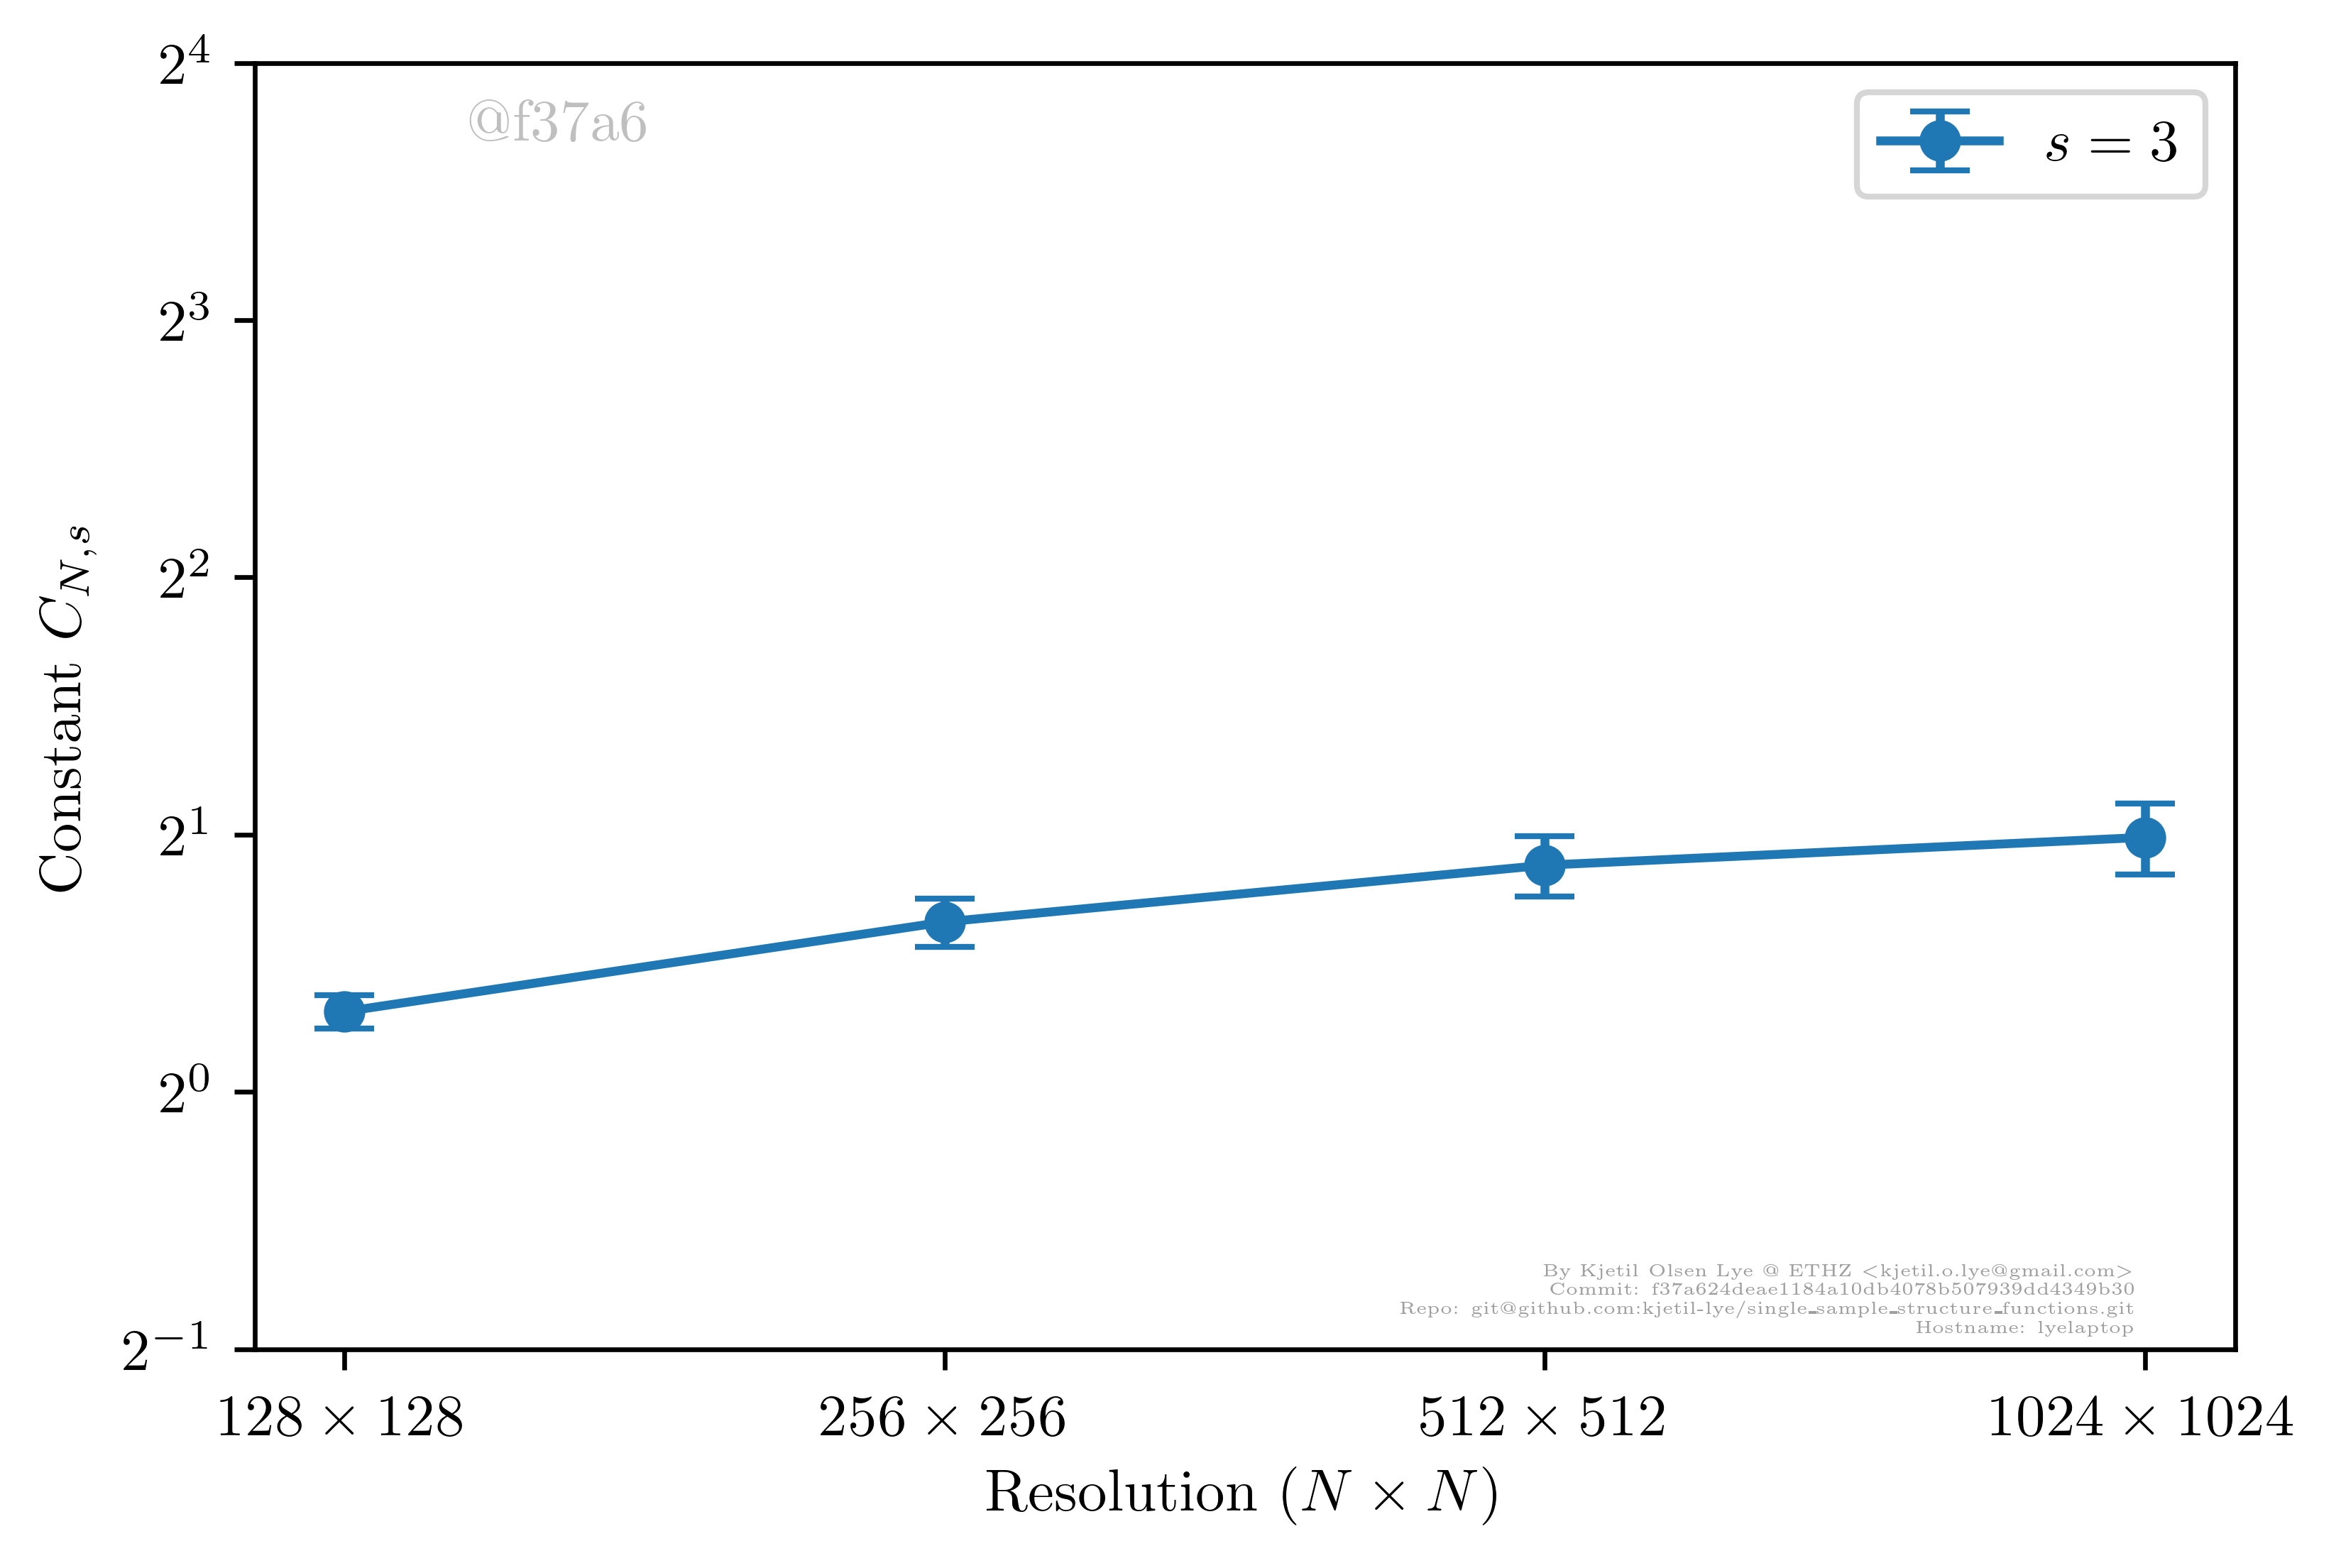 2^4
@f37a6
s = 3
2^3
2^2
2^1
2^0
2^{-1}
Constant C_{N,s}
By Kjetil Olsen Lye @ ETHZ <kjetil.o.lye@gmail.com>
Commit: f37a624deae1184a10db4078b507939dd4349b30
Repo: git@github.com:kjetil-lye/single_sample_structure_functions.git
Hostname: lyelaptop
128 × 128
256 × 256
512 × 512
1024 × 1024
Resolution (N × N)